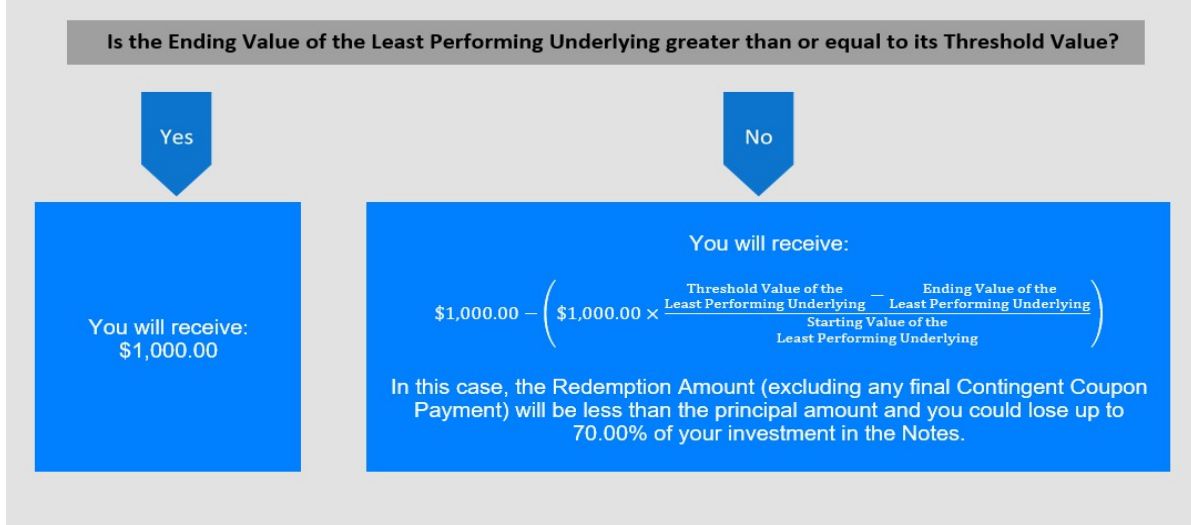 Is the Ending Value of the Least Performing Underlying greater than or equal to its Threshold Value?
Yes
No
You will receive:
$1,000.00
You will receive:
$1,000.00 − ( $1,000.00 × (Threshold Value of the Least Performing Underlying − Ending Value of the Least Performing Underlying) / Starting Value of the Least Performing Underlying )
In this case, the Redemption Amount (excluding any final Contingent Coupon
Payment) will be less than the principal amount and you could lose up to
70.00% of your investment in the Notes.